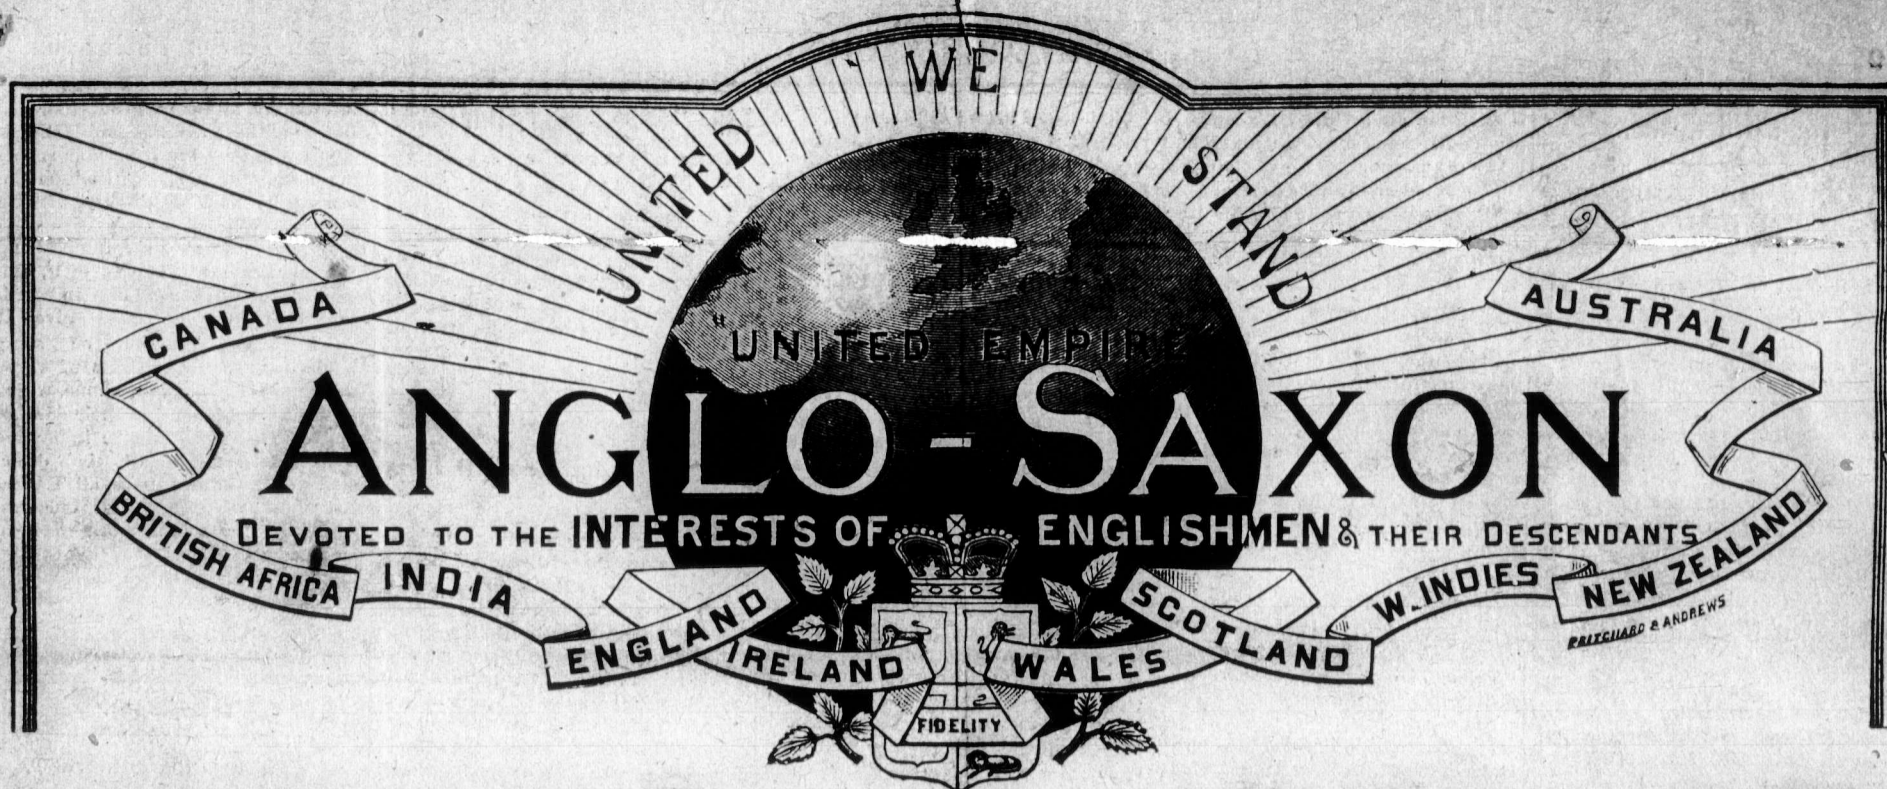 UNITED WE STAND
CANADA
AUSTRALIA
"UNITED EMPIRE"
ANGLO-SAXON
DEVOTED TO THE INTERESTS OF ENGLISHMEN & THEIR DESCENDANTS
BRITISH AFRICA
INDIA
ENGLAND
IRELAND
WALES
SCOTLAND
W. INDIES
NEW ZEALAND
PRITCHARD & ANDREWS
FIDELITY